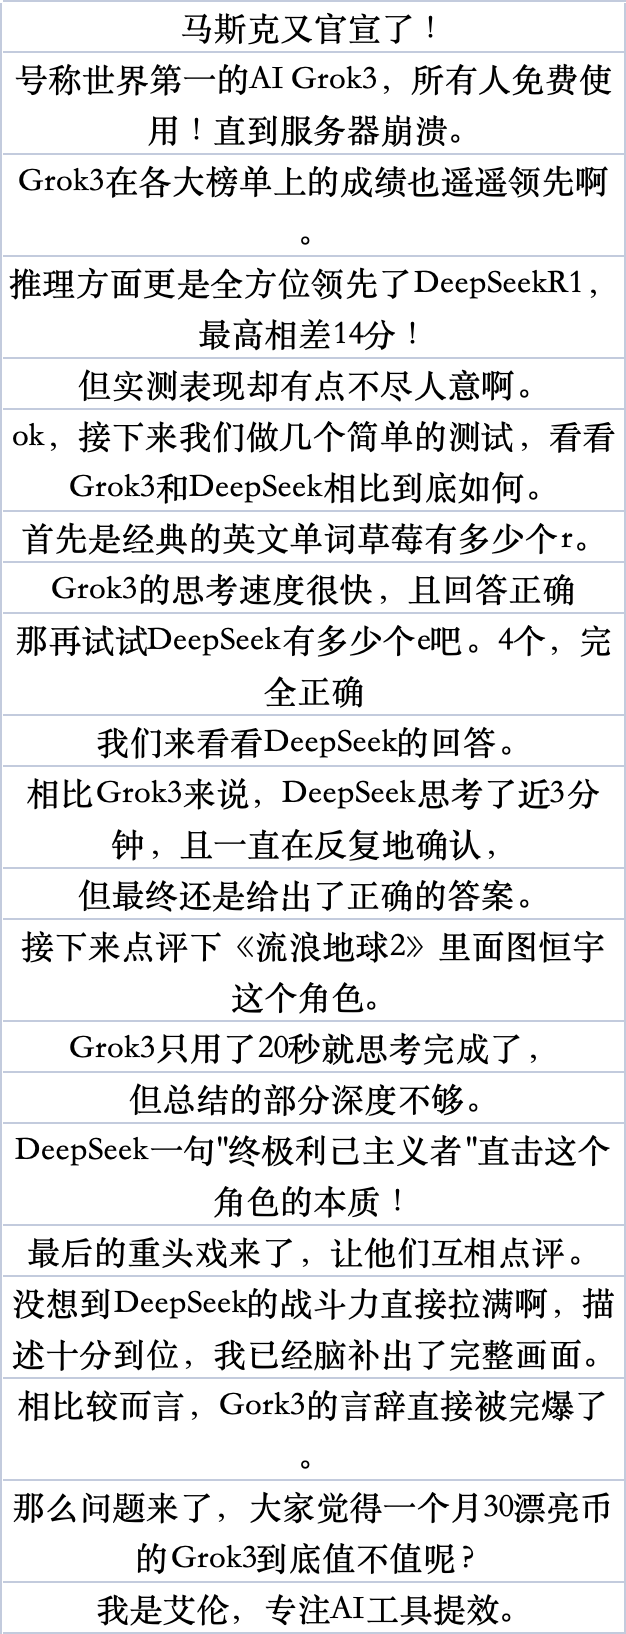 马斯克又官宣了！
号称世界第一的AI Grok3，所有人免费使
用！直到服务器崩溃。
Grok3在各大榜单上的成绩也遥遥领先啊
。
推理方面更是全方位领先了DeepSeekR1，
最高相差14分！
但实测表现却有点不尽人意啊。
ok，接下来我们做几个简单的测试，看看
Grok3和DeepSeek相比到底如何。
首先是经典的英文单词草莓有多少个r。
Grok3的思考速度很快，且回答正确
那再试试DeepSeek有多少个e吧。4个，完
全正确
我们来看看DeepSeek的回答。
相比Grok3来说，DeepSeek思考了近3分
钟，且一直在反复地确认，
但最终还是给出了正确的答案。
接下来点评下《流浪地球2》里面图恒宇
这个角色。
Grok3只用了20秒就思考完成了，
但总结的部分深度不够。
DeepSeek一句"终极利己主义者"直击这个
角色的本质！
最后的重头戏来了，让他们互相点评。
没想到DeepSeek的战斗力直接拉满啊，描
述十分到位，我已经脑补出了完整画面。
相比较而言，Gork3的言辞直接被完爆了
。
那么问题来了，大家觉得一个月30漂亮币
的Grok3到底值不值呢？
我是艾伦，专注AI工具提效。